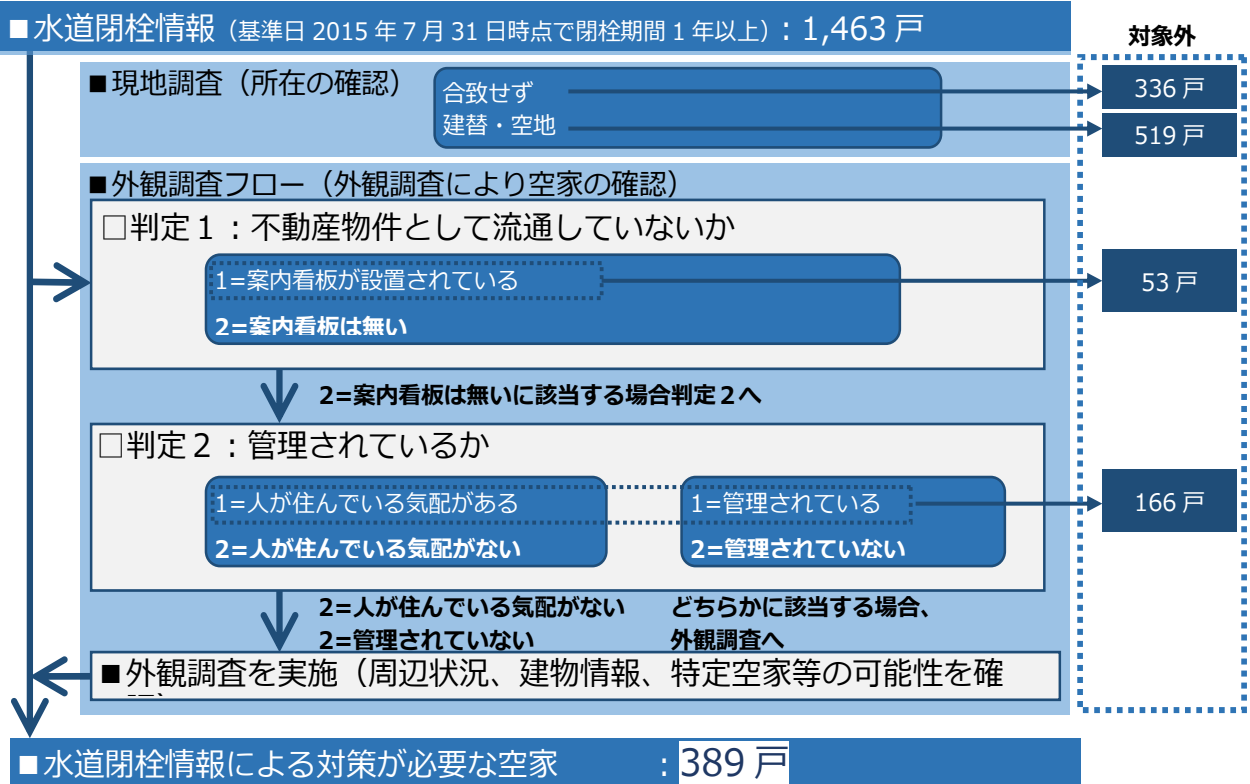 ■水道閉栓情報（基準日 2015 年 7 月 31 日時点で閉栓期間 1 年以上）：1,463 戸
対象外
■現地調査（所在の確認）
合致せず
336 戸
建替・空地
519 戸
■外観調査フロー（外観調査により空家の確認）
□判定１：不動産物件として流通していないか
1=案内看板が設置されている
53 戸
2=案内看板は無い
2=案内看板は無いに該当する場合判定２へ
□判定２：管理されているか
1=人が住んでいる気配がある 1=管理されている
166 戸
2=人が住んでいる気配がない 2=管理されていない
2=人が住んでいる気配がない どちらかに該当する場合、
2=管理されていない 外観調査へ
■外観調査を実施（周辺状況、建物情報、特定空家等の可能性を確
■水道閉栓情報による対策が必要な空家 ：389 戸